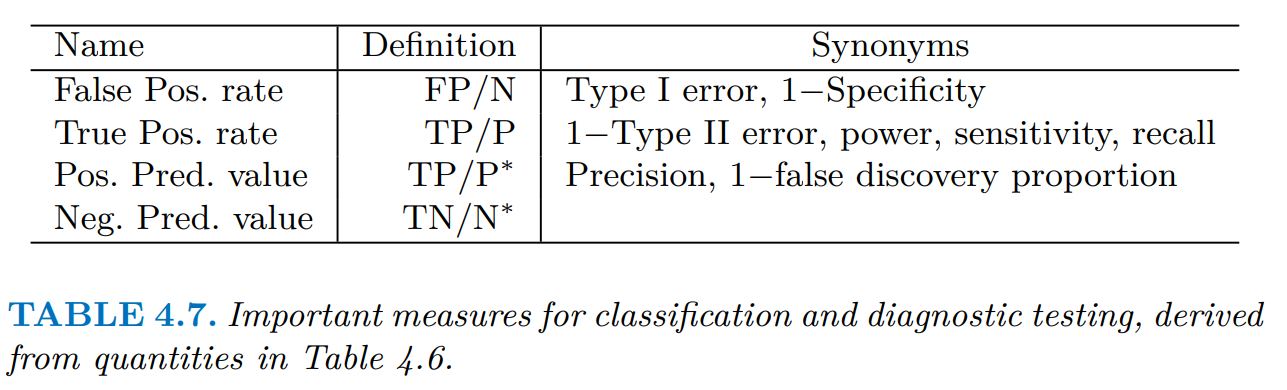 Name Definition Synonyms
False Pos. rate FP/N Type I error, 1−Specificity
True Pos. rate TP/P 1−Type II error, power, sensitivity, recall
Pos. Pred. value TP/P* Precision, 1−false discovery proportion
Neg. Pred. value TN/N*
TABLE 4.7. Important measures for classification and diagnostic testing, derived
from quantities in Table 4.6.